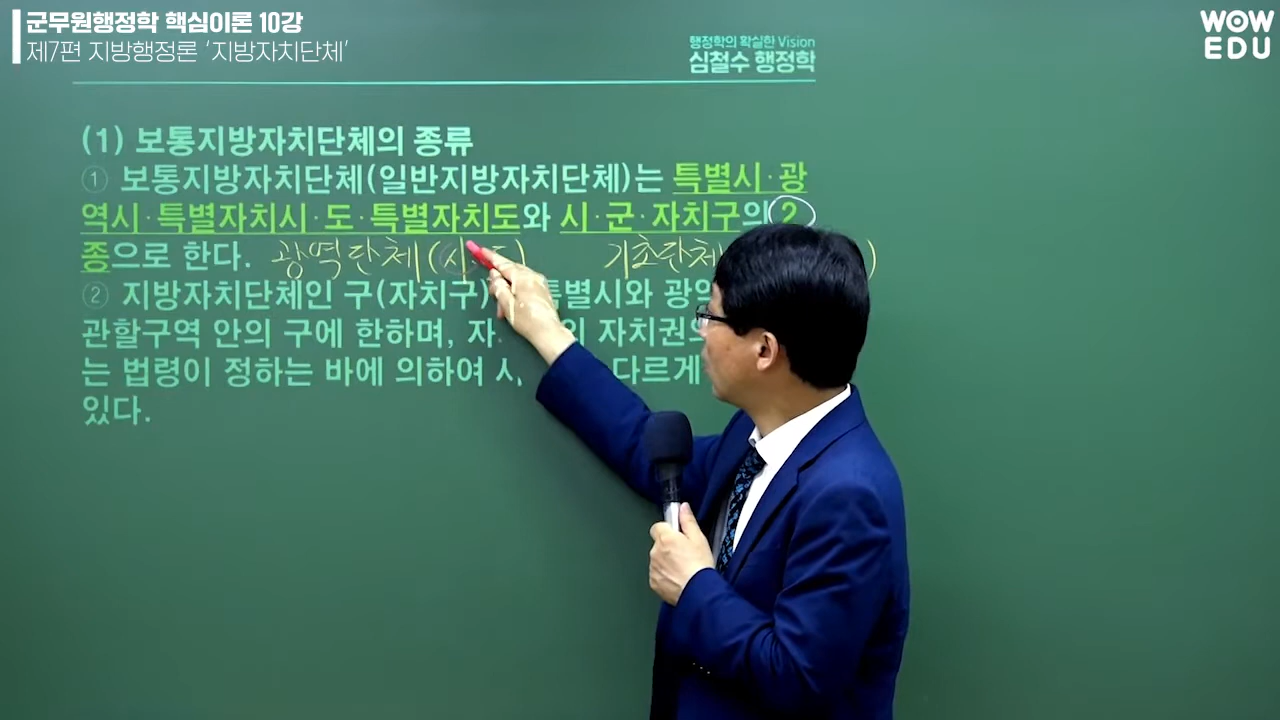 군무원행정학 핵심이론 10강
제7편 지방행정론 '지방자치단체'
WOW
EDU
행정학의 확실한 Vision
심철수 행정학
(1) 보통지방자치단체의 종류
① 보통지방자치단체(일반지방자치단체)는 특별시·광
역시·특별자치시·도·특별자치도와 시·군·자치구의 2
종으로 한다. 광역단체(시 도) 기초단체 )
② 지방자치단체인 구(자치구) 특별시와 광역
관할구역 안의 구에 한하며, 자 의 자치권의
는 법령이 정하는 바에 의하여 다르게
있다.